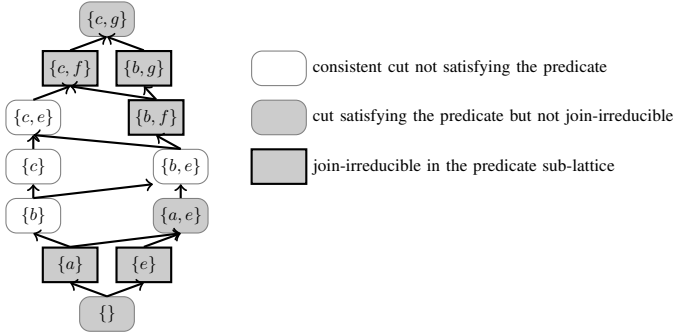 {c, g}
{c, f} {b, g}
consistent cut not satisfying the predicate
{c, e} {b, f}
cut satisfying the predicate but not join-irreducible
{c} {b, e}
join-irreducible in the predicate sub-lattice
{b} {a, e}
{a} {e}
{}